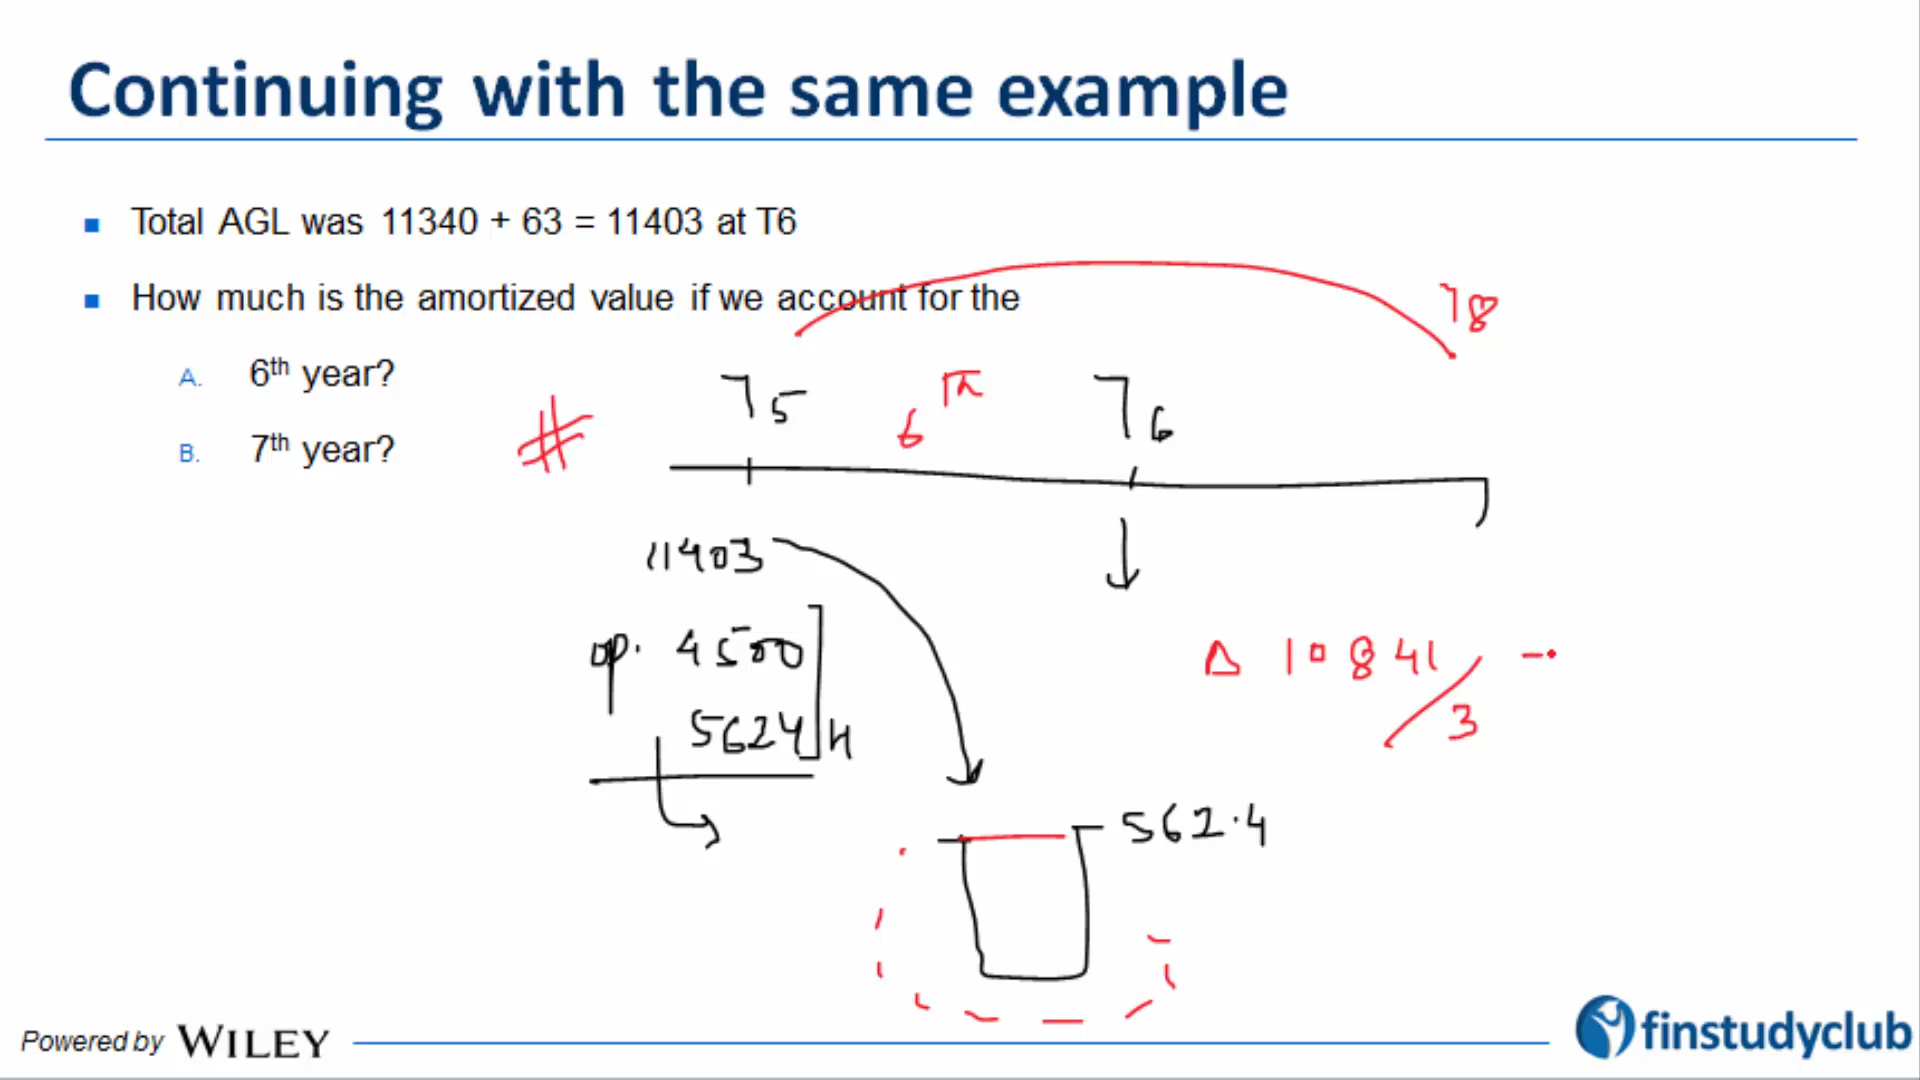 Continuing with the same example
Total AGL was 11340 + 63 = 11403 at T6
How much is the amortized value if we account for the
A. 6th year?
B. 7th year?
T8
T5
6th
T6
#
11403
op. 4500
5624
H
Δ 10841/3
562.4
Powered by WILEY
finstudyclub